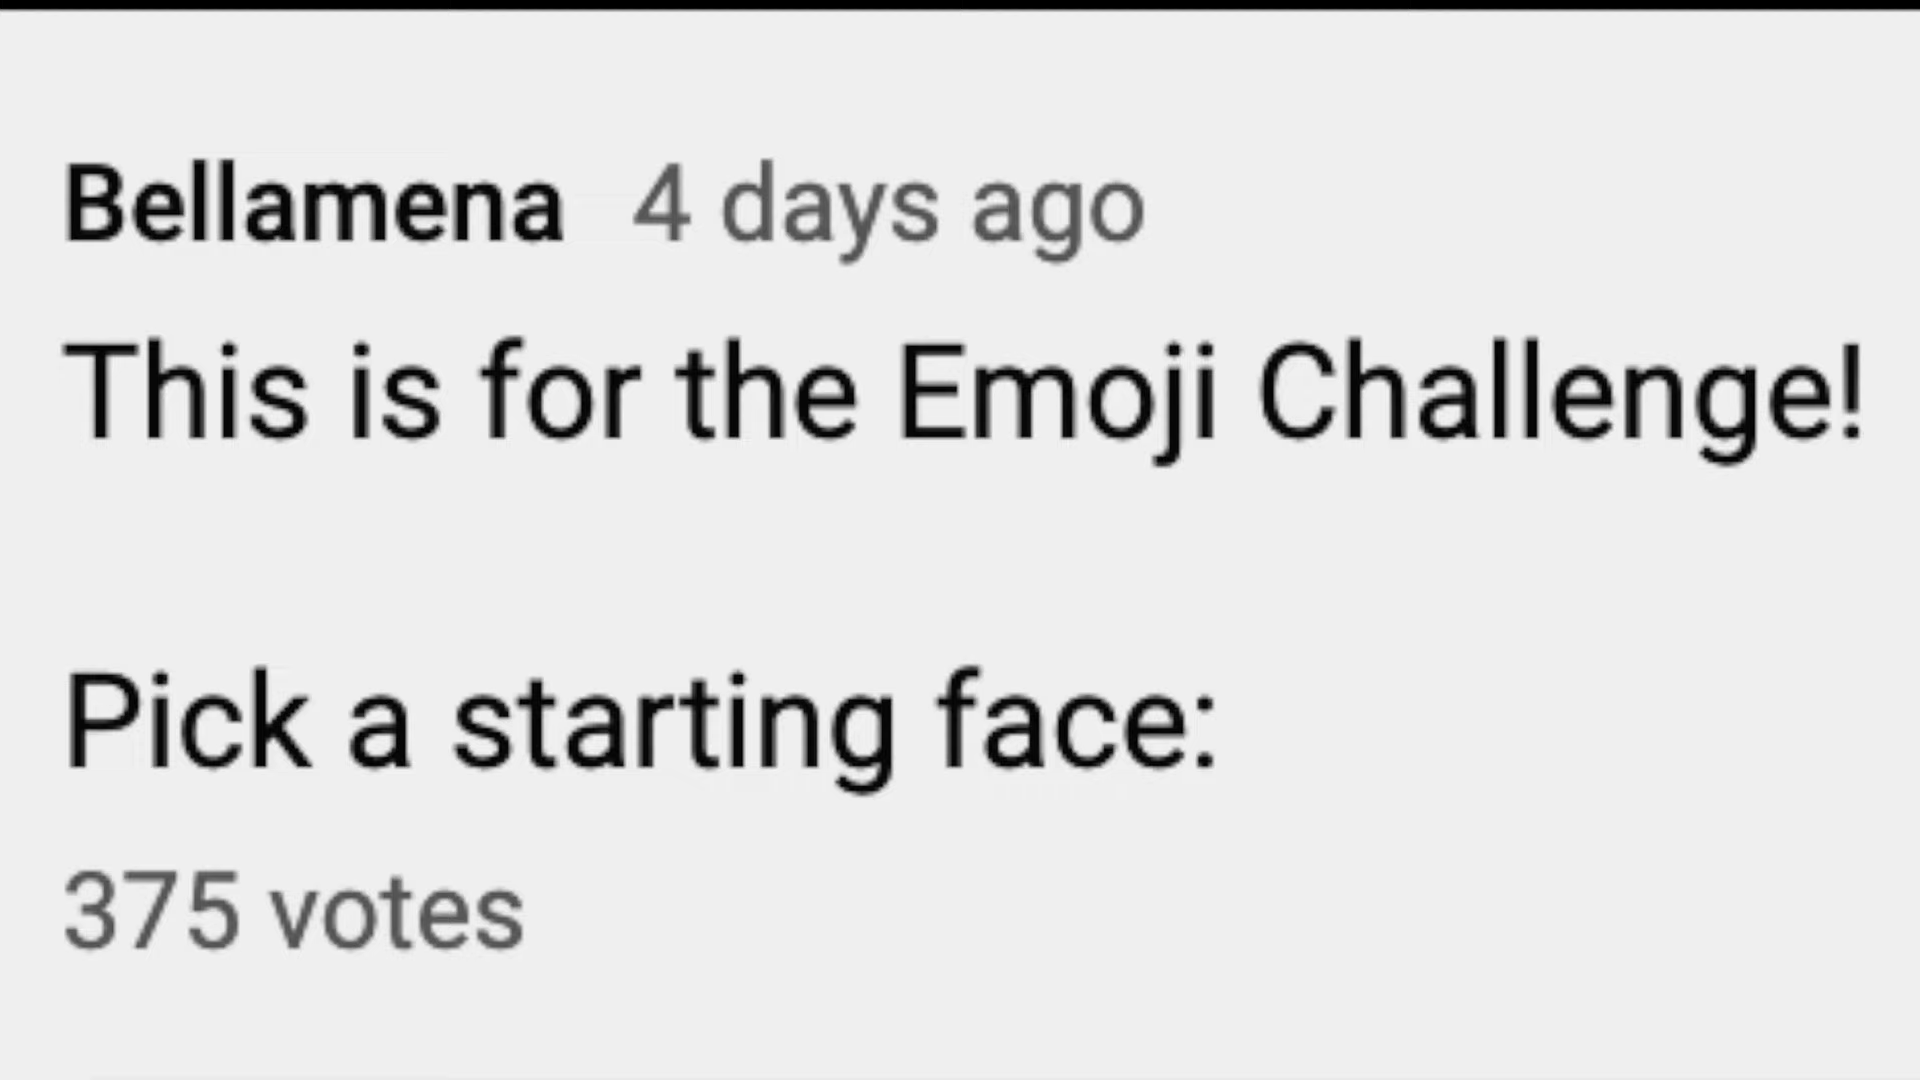 Bellamena 4 days ago
This is for the Emoji Challenge!
Pick a starting face:
375 votes